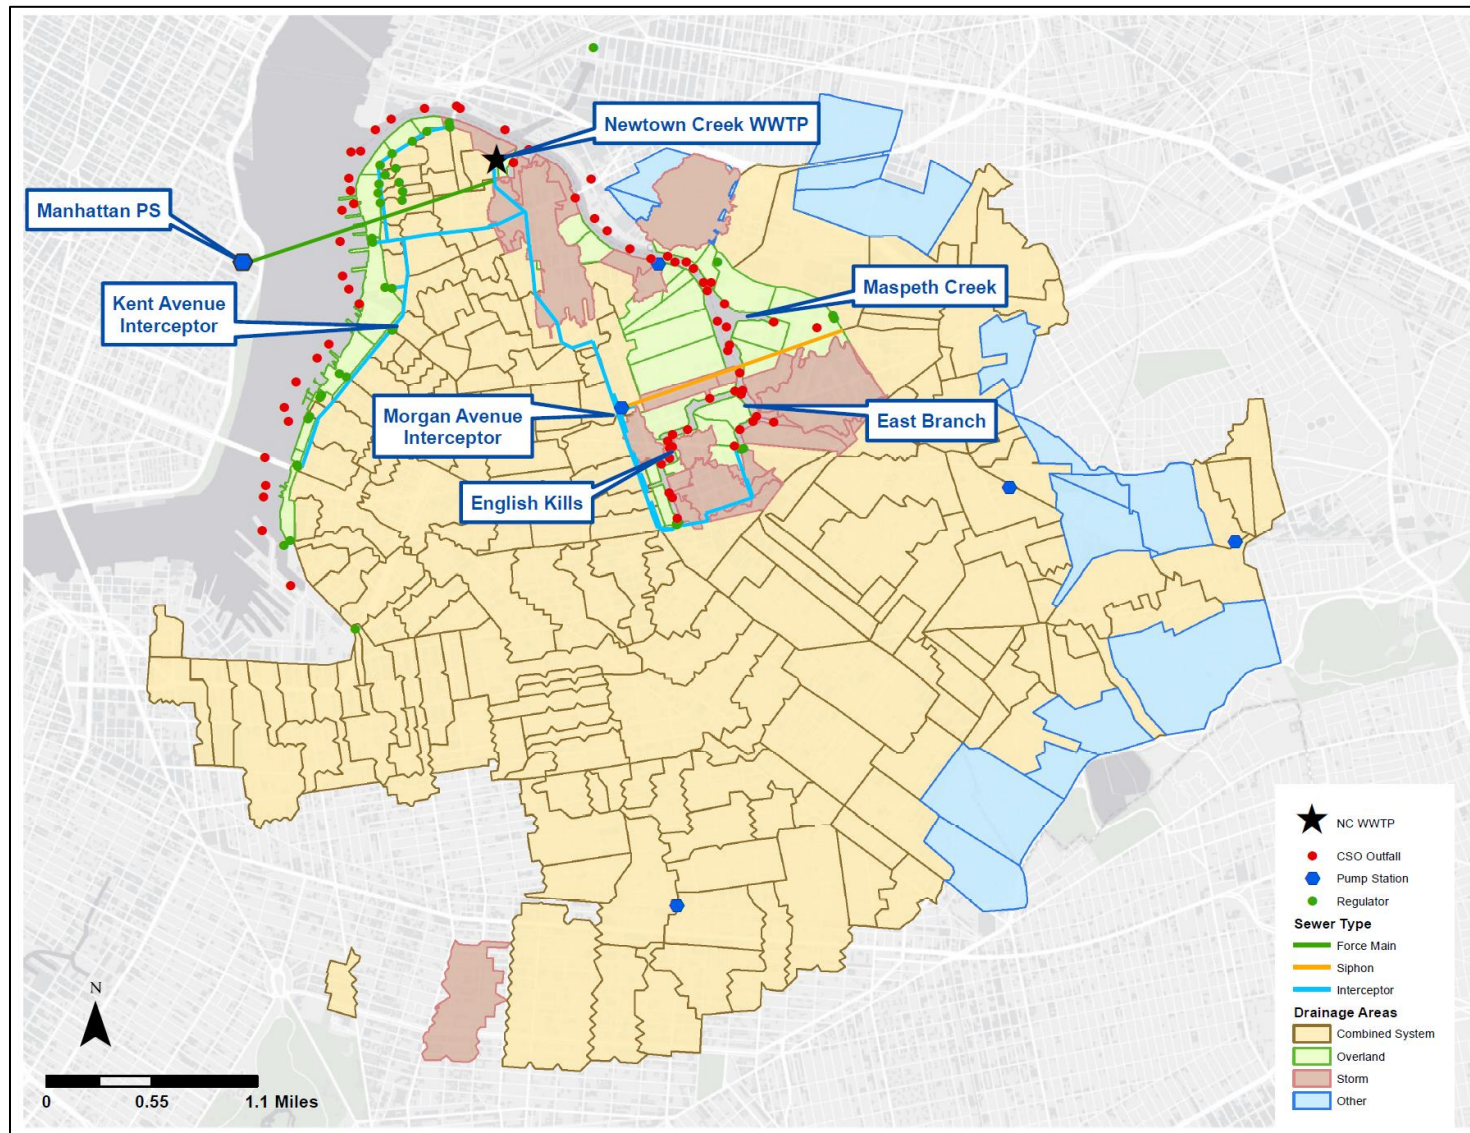 Newtown Creek WWTP
Manhattan PS
Kent Avenue
Interceptor
Maspeth Creek
Morgan Avenue
Interceptor
East Branch
English Kills
NC WWTP
CSO Outfall
Pump Station
Regulator
Sewer Type
Force Main
Siphon
Interceptor
Drainage Areas
Combined System
Overland
Storm
Other
N
0 0.55 1.1 Miles